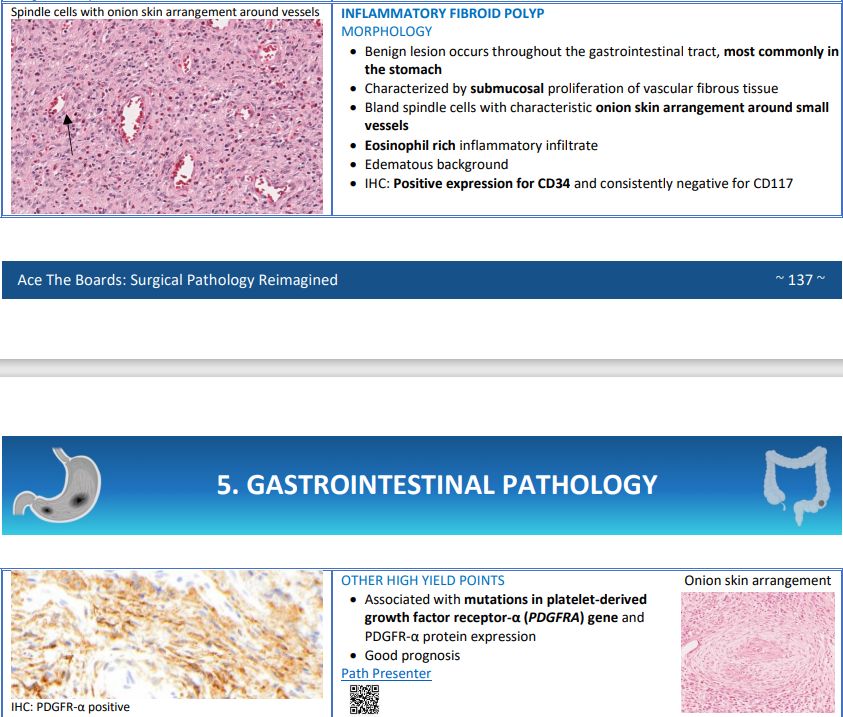 Spindle cells with onion skin arrangement around vessels
INFLAMMATORY FIBROID POLYP
MORPHOLOGY
• Benign lesion occurs throughout the gastrointestinal tract, most commonly in
the stomach
• Characterized by submucosal proliferation of vascular fibrous tissue
• Bland spindle cells with characteristic onion skin arrangement around small
vessels
• Eosinophil rich inflammatory infiltrate
• Edematous background
• IHC: Positive expression for CD34 and consistently negative for CD117
Ace The Boards: Surgical Pathology Reimagined
~ 137 ~
5. GASTROINTESTINAL PATHOLOGY
IHC: PDGFR-α positive
OTHER HIGH YIELD POINTS
• Associated with mutations in platelet-derived
growth factor receptor-α (PDGFRA) gene and
PDGFR-α protein expression
• Good prognosis
Path Presenter
Onion skin arrangement